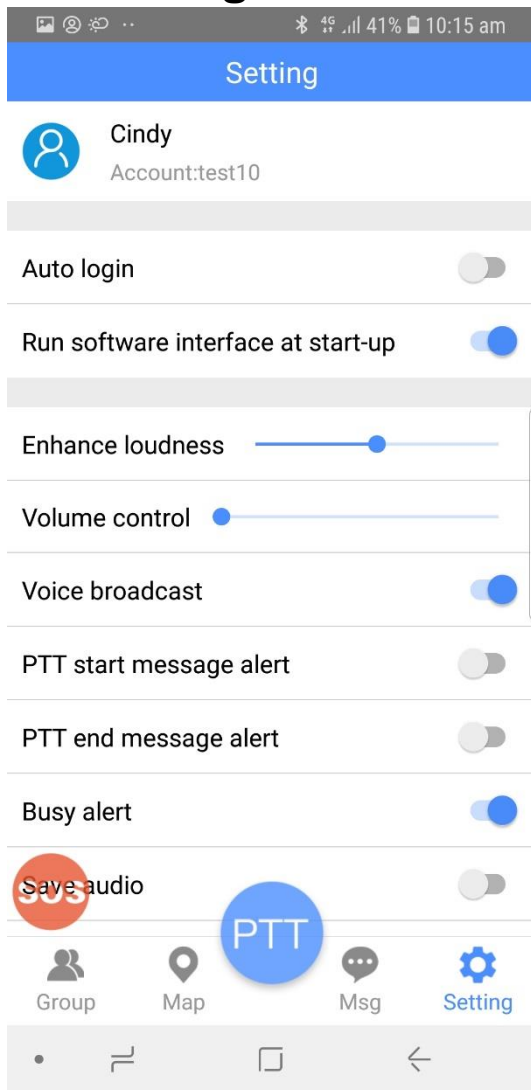 4G 41% 10:15 am
Setting
Cindy
Account:test10
Auto login
Run software interface at start-up
Enhance loudness
Volume control
Voice broadcast
PTT start message alert
PTT end message alert
Busy alert
Save audio
SOS
PTT
Group Map Msg Setting